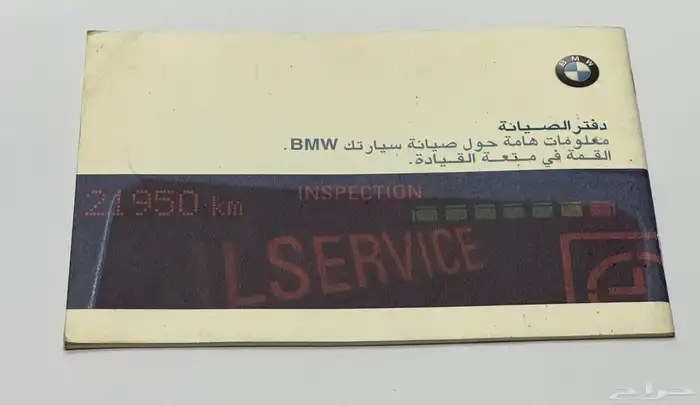 BMW
دفتر الصيانة
معلومات هامة حول صيانة سيارتك BMW.
القمة في متعة القيادة.
21950 km
INSPECTION
LSERVICE
حراج